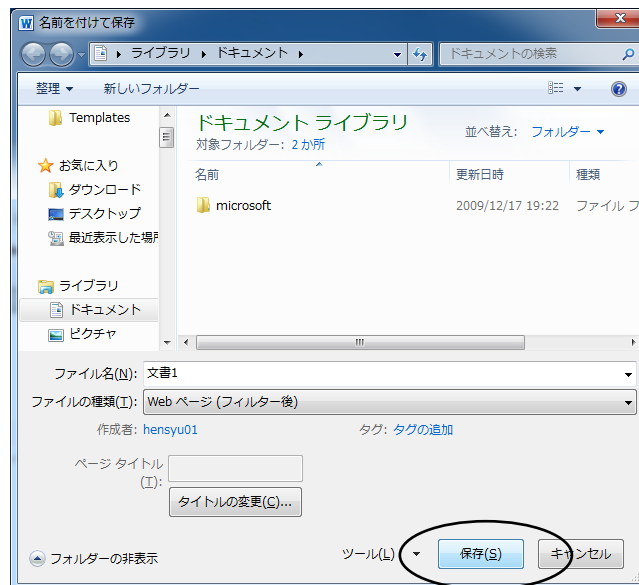 名前を付けて保存
ライブラリ ドキュメント ドキュメントの検索
整理 新しいフォルダー
Templates
お気に入り
ダウンロード
デスクトップ
最近表示した場所
ライブラリ
ドキュメント
ピクチャ
ドキュメント ライブラリ
対象フォルダー: 2 か所
並べ替え: フォルダー
名前 更新日時 種類
microsoft 2009/12/17 19:22 ファイル フ
ファイル名(N): 文書1
ファイルの種類(T): Web ページ (フィルター後)
作成者: hensyu01 タグ: タグの追加
ページ タイトル
(T):
タイトルの変更(C)...
フォルダーの非表示 ツール(L) 保存(S) キャンセル